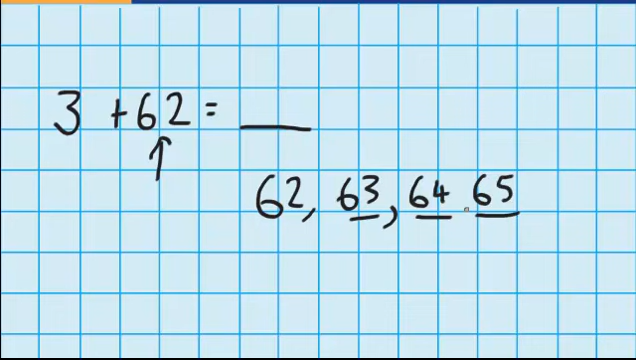 3 + 62 = ___
62, 63, 64 . 65